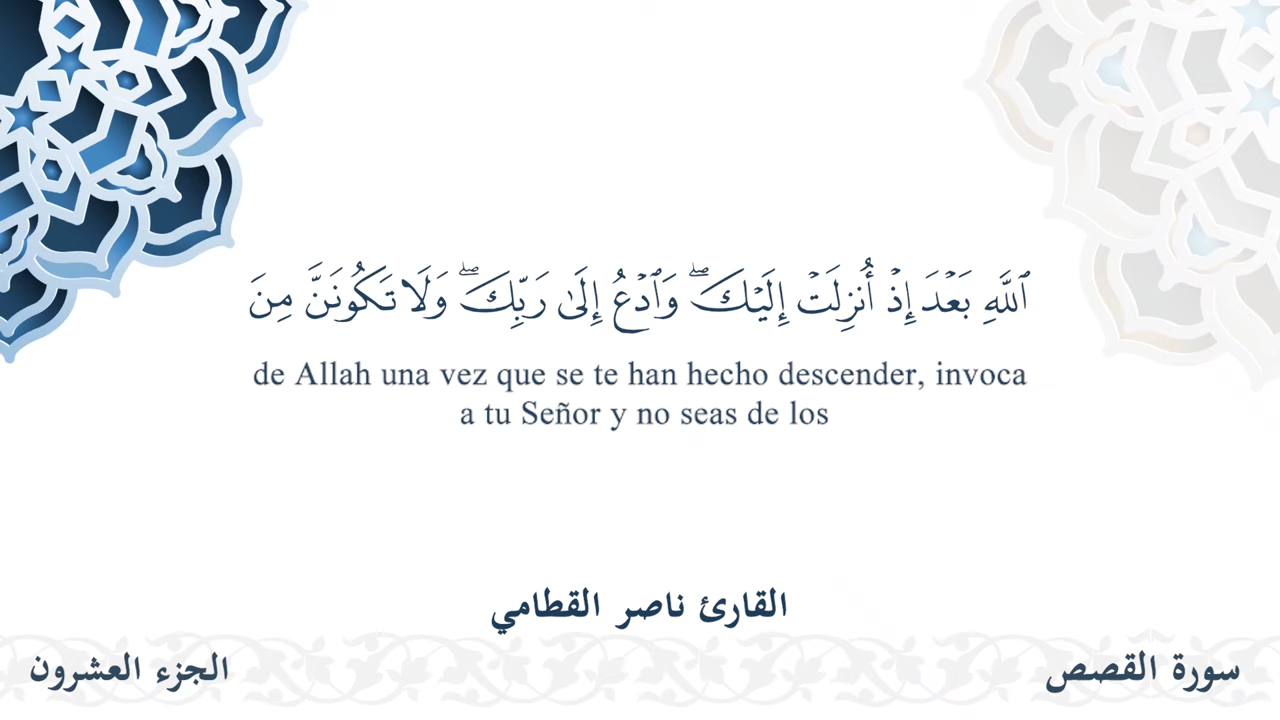 ٱللَّهِ بَعۡدَ إِذۡ أُنزِلَتۡ إِلَيۡكَۖ وَٱدۡعُ إِلَىٰ رَبِّكَۖ وَلَا تَكُونَنَّ مِنَ
de Allah una vez que se te han hecho descender, invoca
a tu Señor y no seas de los
القارئ ناصر القطامي
سورة القصص
الجزء العشرون